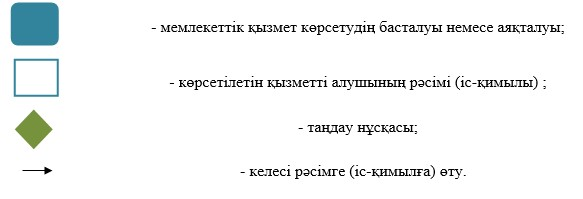 - мемлекеттік қызмет көрсетудің басталуы немесе аяқталуы;
- көрсетілетін қызметті алушының рәсімі (іс-қимылы) ;
- таңдау нұсқасы;
- келесі рәсімге (іс-қимылға) өту.